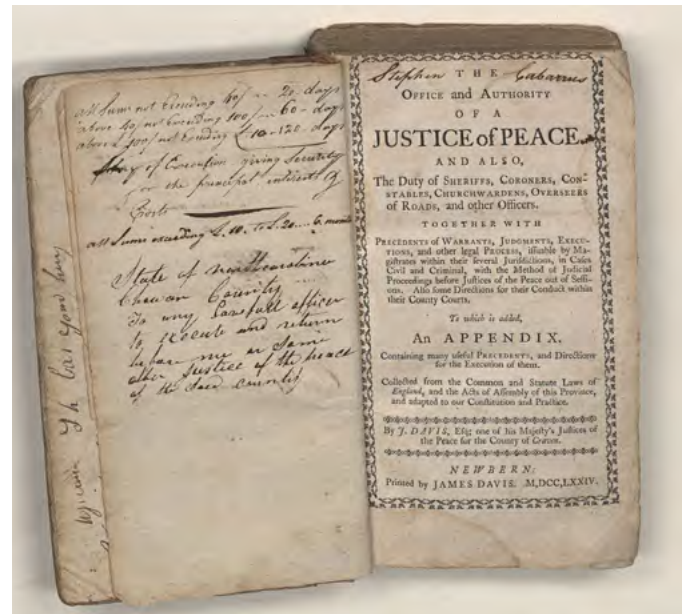 all Sums not Exceeding 40/ — 20 - days
above 40/ not Exceeding 100/ — 60 - days
above 100/ not Exceeding £10 - 120 - days
Stay of Execution giving Security
for the principal interest &
Costs
all Sums exceeding £.10. to £.20. 6. months
State of
Chowan County
To any lawfull officer
to execute and return
before me or Some
other Justice of the peace
of the said County
Stephen Cabarrus
THE
OFFICE and AUTHORITY
OF A
JUSTICE of PEACE.
AND ALSO,
The Duty of SHERIFFS, CORONERS, CON-
STABLES, CHURCHWARDENS, OVERSEERS
of ROADS, and other Officers.
TOGETHER WITH
PRECEDENTS of WARRANTS, JUDGMENTS, EXECU-
TIONS, and other legal PROCESS, issuable by Ma-
gistrates within their several Jurisdictions, in Cases
Civil and Criminal, with the Method of Judicial
Proceedings before Justices of the Peace out of Sessi-
ons. Also some Directions for their Conduct within
their County Courts.
To which is added,
An APPENDIX,
Containing many useful PRECEDENTS, and Directions
for the Execution of them.
Collected from the Common and Statute Laws of
England, and the Acts of Assembly of this Province,
and adapted to our Constitution and Practice.
By J. DAVIS, Esq; one of his Majesty's Justices of
the Peace for the County of Craven.
NEWBERN:
Printed by JAMES DAVIS. M,DCC,LXXIV.